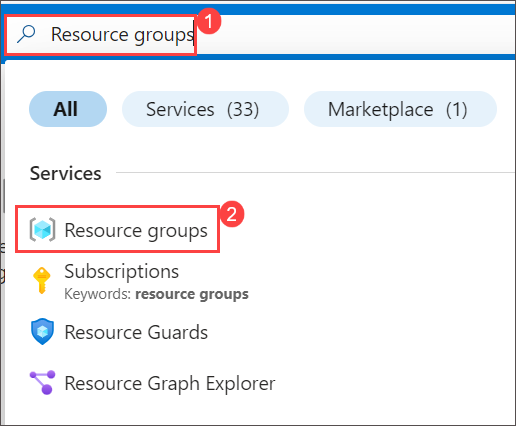 Resource groups 1
All Services (33) Marketplace (1)
Services
Resource groups 2
Subscriptions
Keywords: resource groups
Resource Guards
Resource Graph Explorer